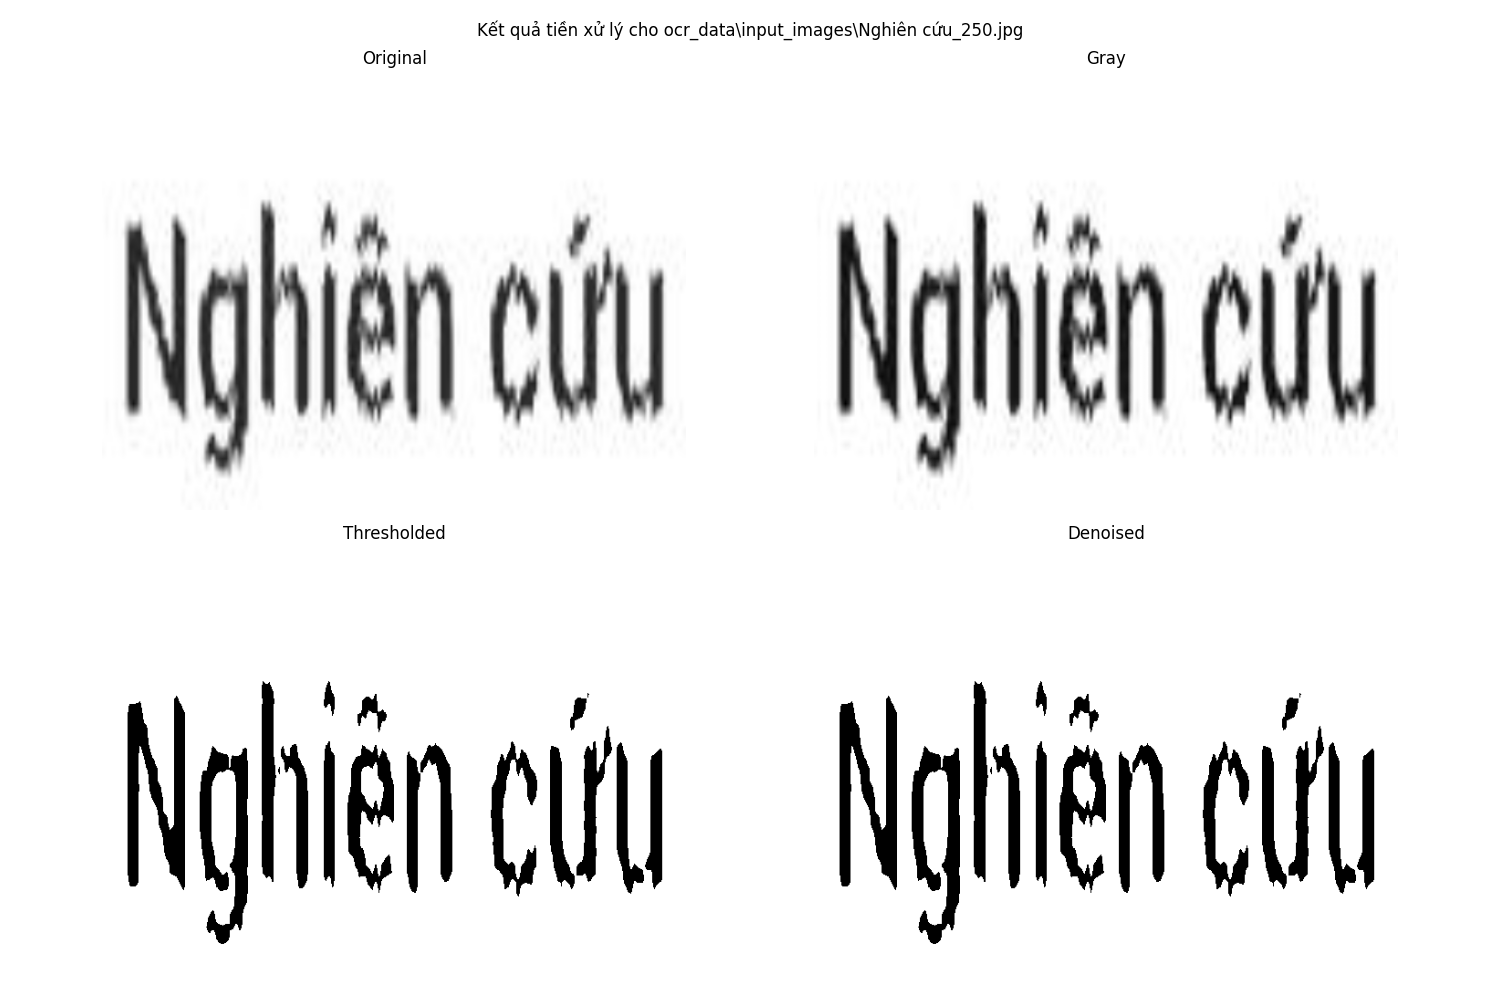 Kết quả tiền xử lý cho ocr_data\input_images\Nghiên cứu_250.jpg
Original
Gray
Nghiên cứu
Nghiên cứu
Thresholded
Denoised
Nghiên cứu
Nghiên cứu